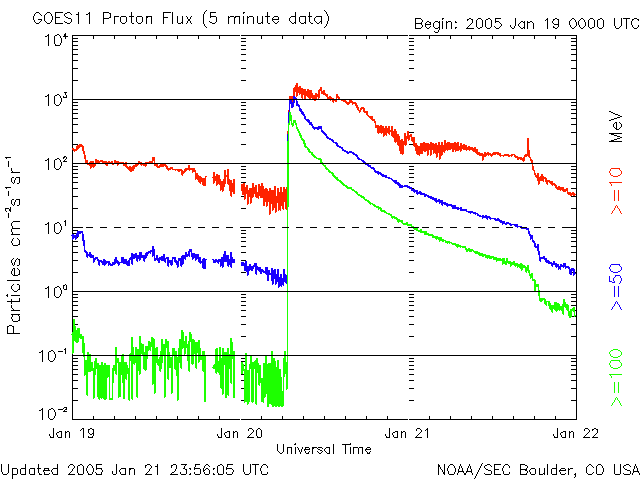 GOES11 Proton Flux (5 minute data)
Begin: 2005 Jan 19 0000 UTC
10⁴
10³
10²
10¹
10⁰
10⁻¹
10⁻²
Particles cm⁻²s⁻¹sr⁻¹
MeV
>=10
>=50
>=100
Jan 19
Jan 20
Jan 21
Jan 22
Universal Time
Updated 2005 Jan 21 23:56:05 UTC
NOAA/SEC Boulder, CO USA